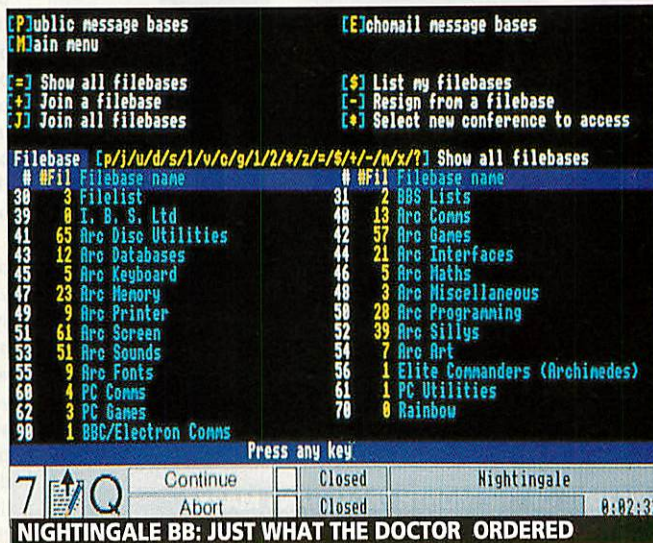 [P]ublic message bases [E]chomail message bases
[M]ain menu
[=] Show all filebases [$] List my filebases
[+] Join a filebase [-] Resign from a filebase
[J] Join all filebases [*] Select new conference to access
Filebase [p/j/u/d/s/l/v/o/g/1/2/*/z/=/$/+/-/m/x/?] Show all filebases
# #Fil Filebase name # #Fil Filebase name
30 3 Filelist 31 2 BBS Lists
39 0 I. B. S. Ltd 40 13 Arc Comms
41 65 Arc Disc Utilities 42 57 Arc Games
43 12 Arc Databases 44 21 Arc Interfaces
45 5 Arc Keyboard 46 5 Arc Maths
47 23 Arc Memory 48 3 Arc Miscellaneous
49 9 Arc Printer 50 28 Arc Programming
51 61 Arc Screen 52 39 Arc Sillys
53 51 Arc Sounds 54 7 Arc Art
55 9 Arc Fonts 56 1 Elite Commanders (Archimedes)
60 4 PC Comms 61 1 PC Utilities
62 3 PC Games 70 0 Rainbow
90 1 BBC/Electron Comms
Press any key
7 Q Continue Closed Nightingale
Abort Closed 0:02:3
NIGHTINGALE BB: JUST WHAT THE DOCTOR ORDERED